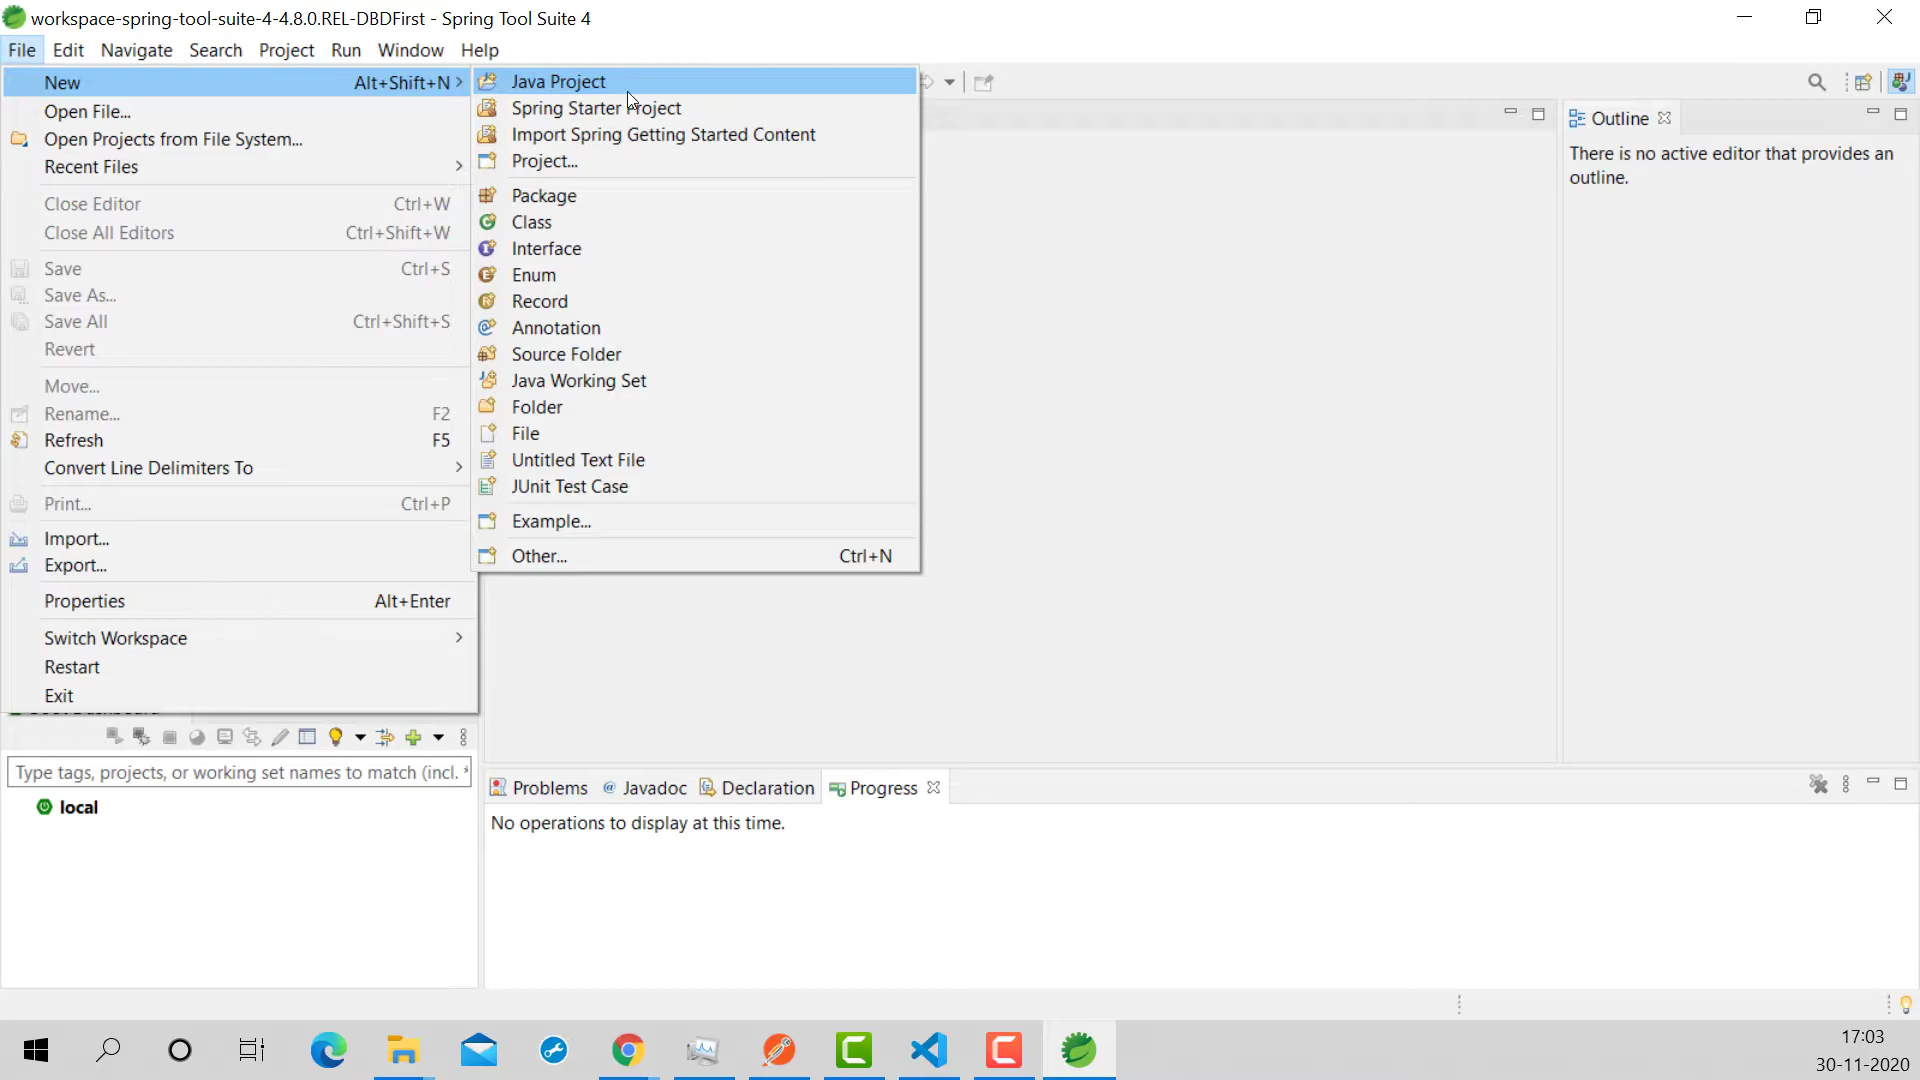 workspace-spring-tool-suite-4-4.8.0.REL-DBDFirst - Spring Tool Suite 4
File Edit Navigate Search Project Run Window Help
New Alt+Shift+N
Open File...
Open Projects from File System...
Recent Files
Close Editor Ctrl+W
Close All Editors Ctrl+Shift+W
Save Ctrl+S
Save As...
Save All Ctrl+Shift+S
Revert
Move...
Rename... F2
Refresh F5
Convert Line Delimiters To
Print... Ctrl+P
Import...
Export...
Properties Alt+Enter
Switch Workspace
Restart
Exit
Java Project
Spring Starter Project
Import Spring Getting Started Content
Project...
Package
Class
Interface
Enum
Record
Annotation
Source Folder
Java Working Set
Folder
File
Untitled Text File
JUnit Test Case
Example...
Other... Ctrl+N
Outline
There is no active editor that provides an
outline.
Type tags, projects, or working set names to match (incl. *
local
Problems Javadoc Declaration Progress
No operations to display at this time.
17:03
30-11-2020